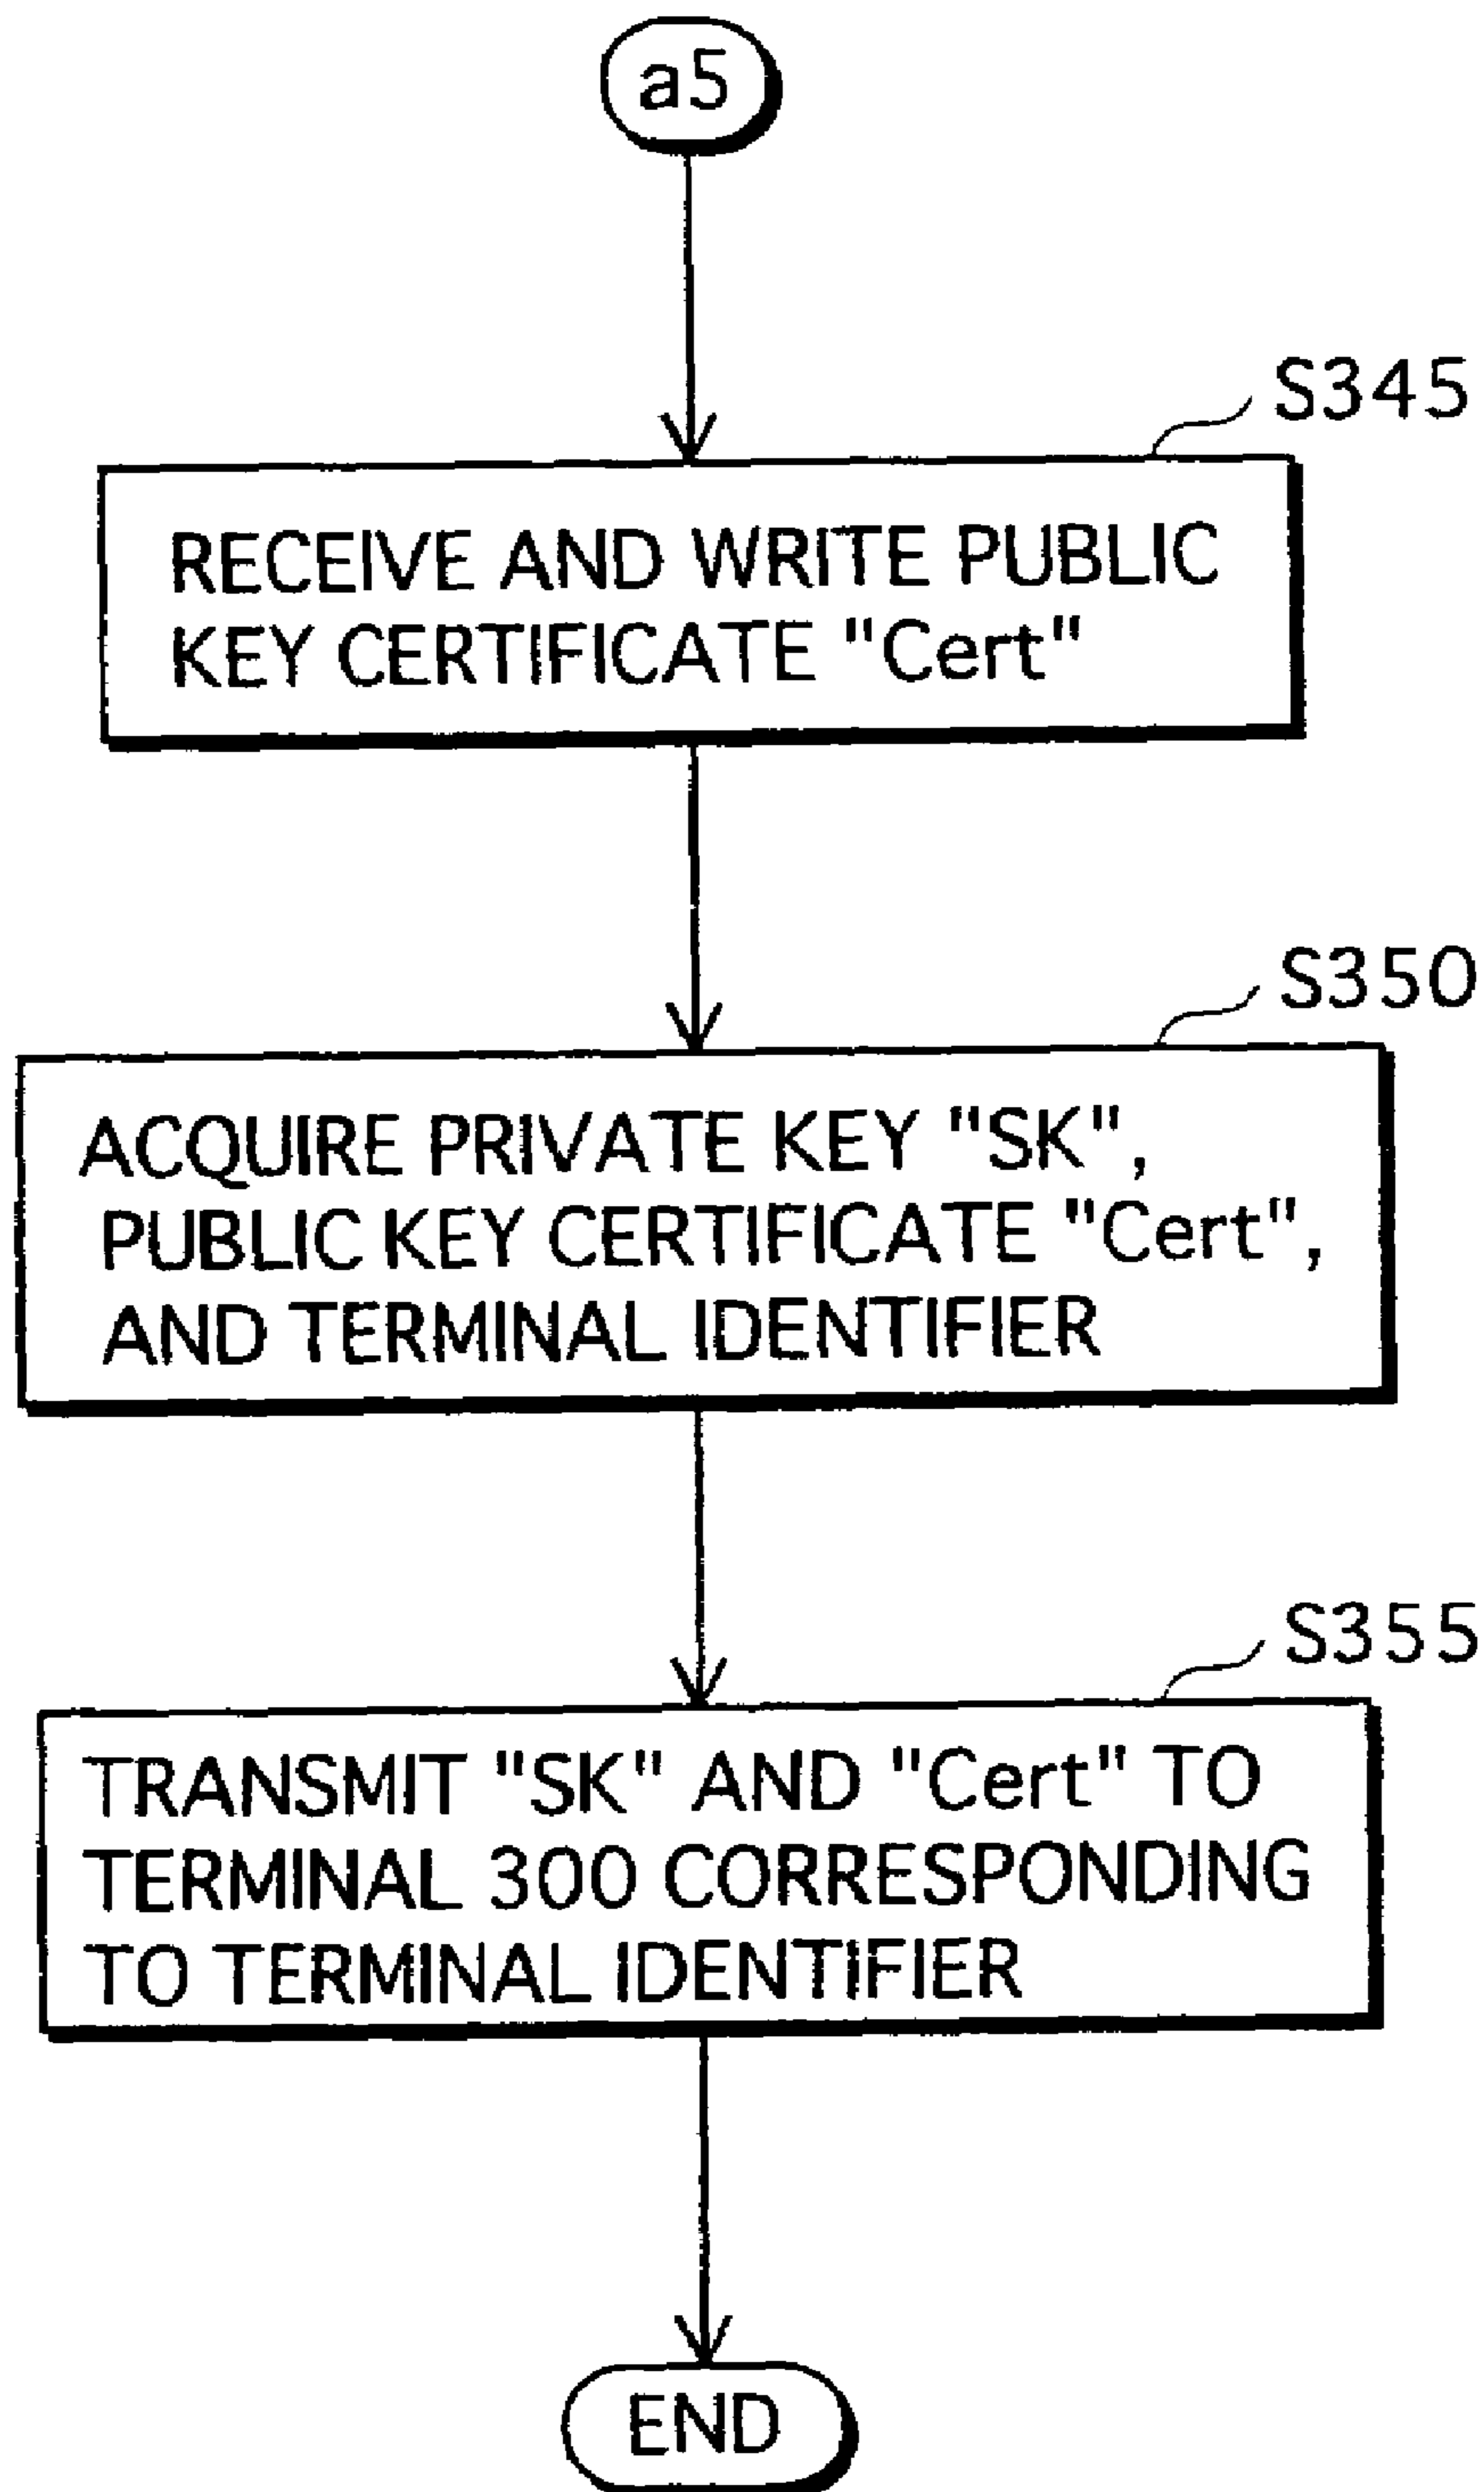 a5
S345
RECEIVE AND WRITE PUBLIC
KEY CERTIFICATE "Cert"
S350
ACQUIRE PRIVATE KEY "SK",
PUBLIC KEY CERTIFICATE "Cert",
AND TERMINAL IDENTIFIER
S355
TRANSMIT "SK" AND "Cert" TO
TERMINAL 300 CORRESPONDING
TO TERMINAL IDENTIFIER
END